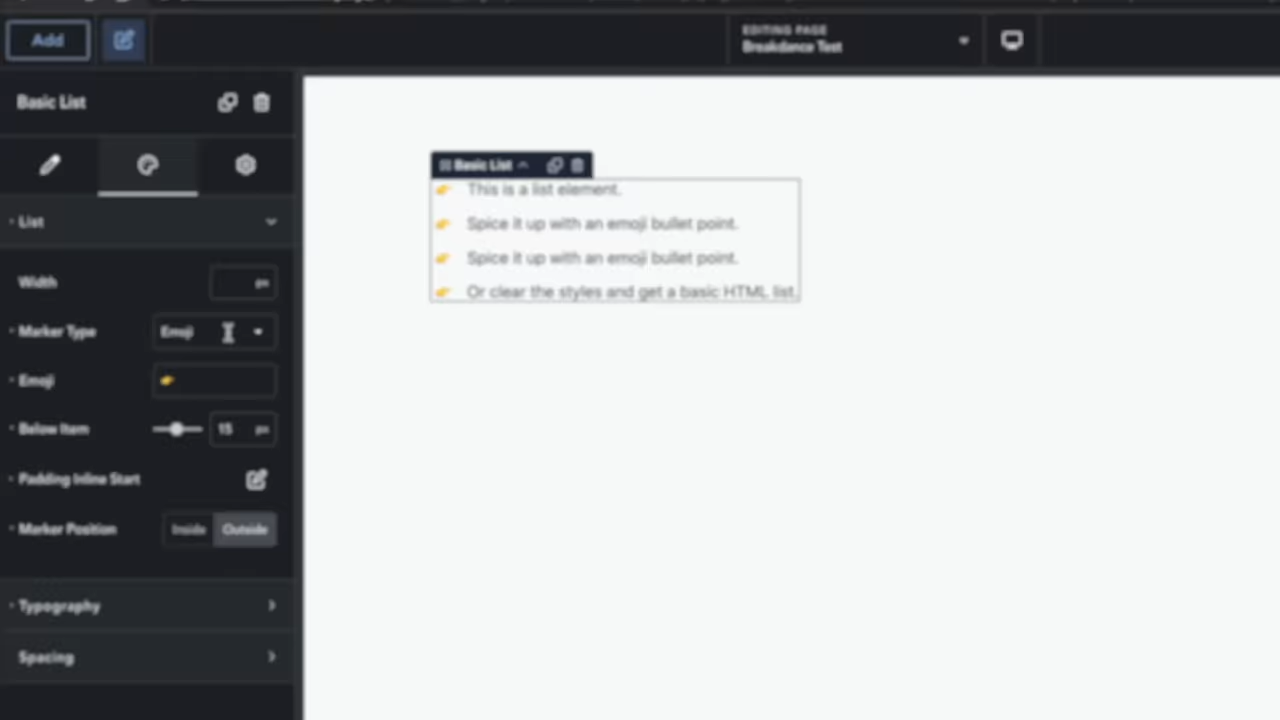 Add
EDITING PAGE
Breakdance Test
Basic List
Basic List
👉 This is a list element.
👉 Spice it up with an emoji bullet point.
👉 Spice it up with an emoji bullet point.
👉 Or clear the styles and get a basic HTML list.
List
Width px
Marker Type Emoji
Emoji 👉
Below Item 15 px
Padding Inline Start
Marker Position Inside Outside
Typography
Spacing